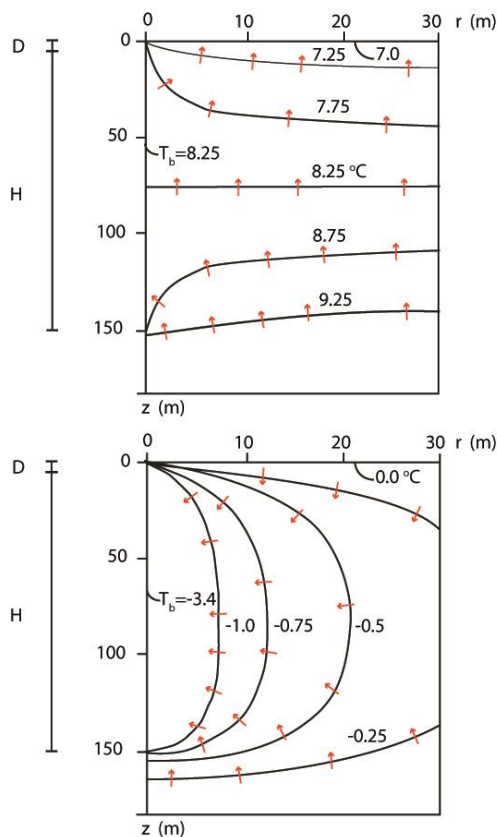 0 10 20 30 r (m)
D 0
7.25 7.0
7.75
50
T_b=8.25
8.25 °C
H
100
8.75
9.25
150
z (m)
0 10 20 30 r (m)
D 0
0.0 °C
50
T_b=-3.4
-1.0 -0.75 -0.5
H
100
-0.25
150
z (m)